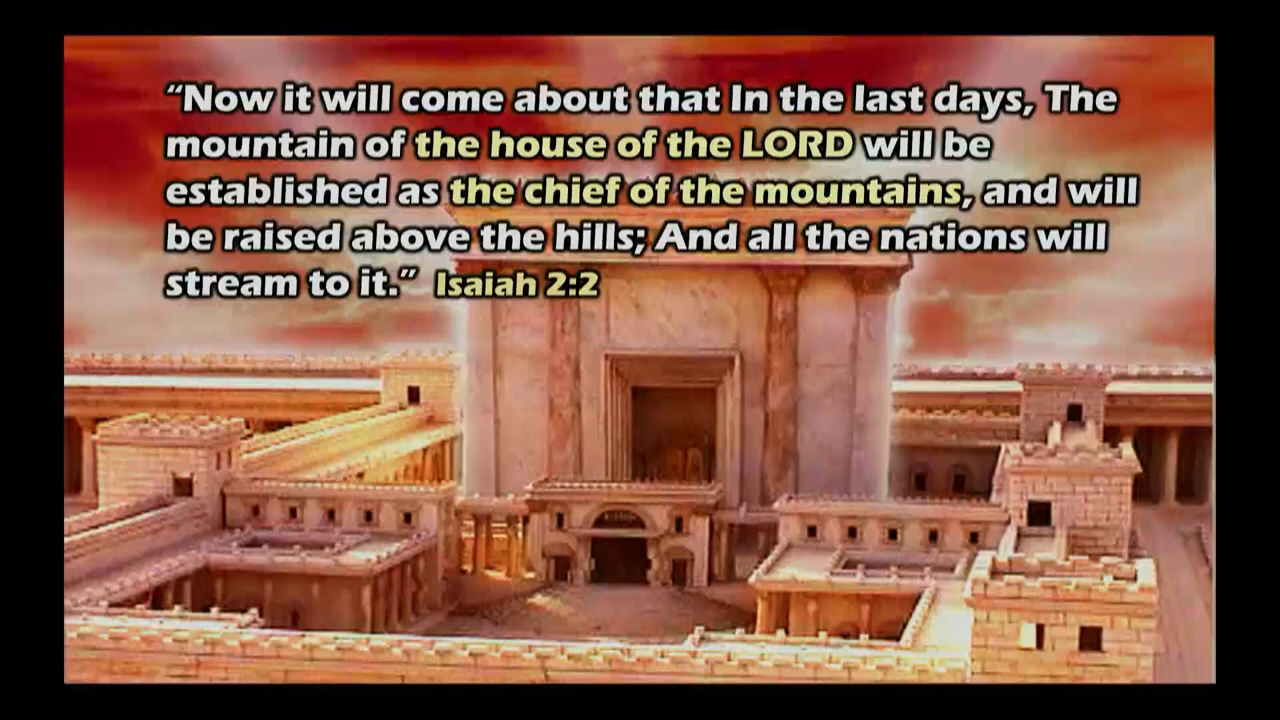 “Now it will come about that In the last days, The
mountain of the house of the LORD will be
established as the chief of the mountains, and will
be raised above the hills; And all the nations will
stream to it.” Isaiah 2:2